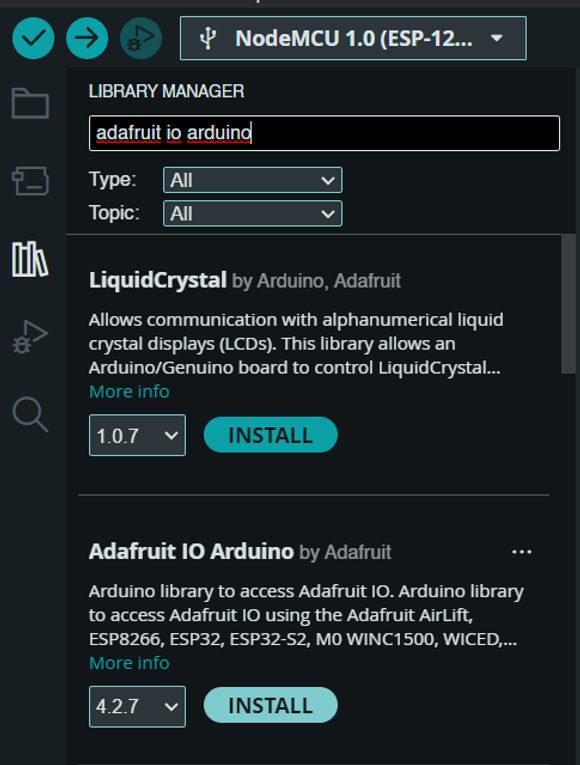 NodeMCU 1.0 (ESP-12...
LIBRARY MANAGER
adafruit io arduino
Type: All
Topic: All
LiquidCrystal by Arduino, Adafruit
Allows communication with alphanumerical liquid
crystal displays (LCDs). This library allows an
Arduino/Genuino board to control LiquidCrystal...
More info
1.0.7 INSTALL
Adafruit IO Arduino by Adafruit ...
Arduino library to access Adafruit IO. Arduino library
to access Adafruit IO using the Adafruit AirLift,
ESP8266, ESP32, ESP32-S2, M0 WINC1500, WICED,...
More info
4.2.7 INSTALL